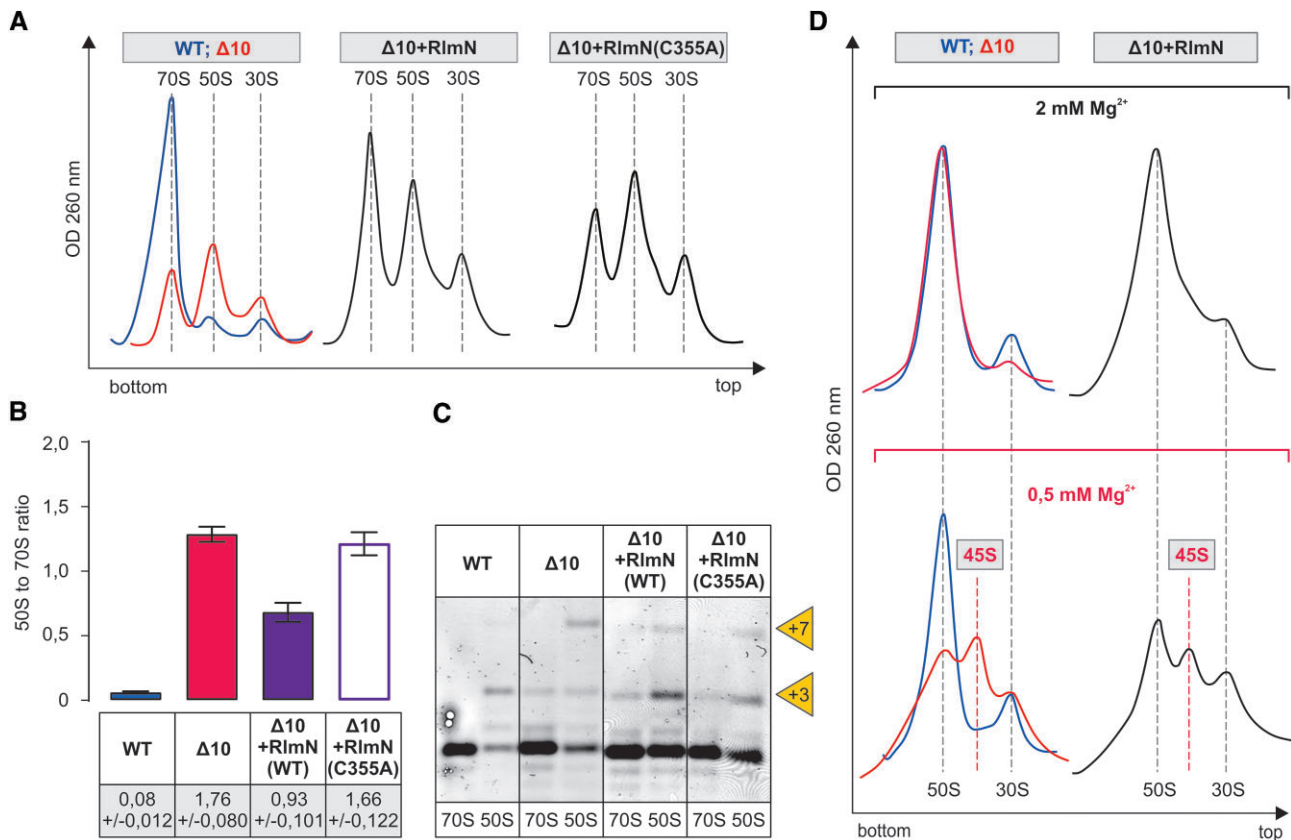 A
WT; Δ10
Δ10+RlmN
Δ10+RlmN(C355A)
70S 50S 30S
70S 50S 30S
70S 50S 30S
OD 260 nm
bottom
top
B
50S to 70S ratio
2,0
1,5
1,0
0,5
0
WT
Δ10
Δ10
+RlmN
(WT)
Δ10
+RlmN
(C355A)
0,08
+/-0,012
1,76
+/-0,080
0,93
+/-0,101
1,66
+/-0,122
C
WT
Δ10
Δ10
+RlmN
(WT)
Δ10
+RlmN
(C355A)
+7
+3
70S 50S 70S 50S 70S 50S 70S 50S
D
WT; Δ10
Δ10+RlmN
2 mM Mg²⁺
OD 260 nm
0,5 mM Mg²⁺
45S
45S
50S 30S
50S 30S
bottom
top